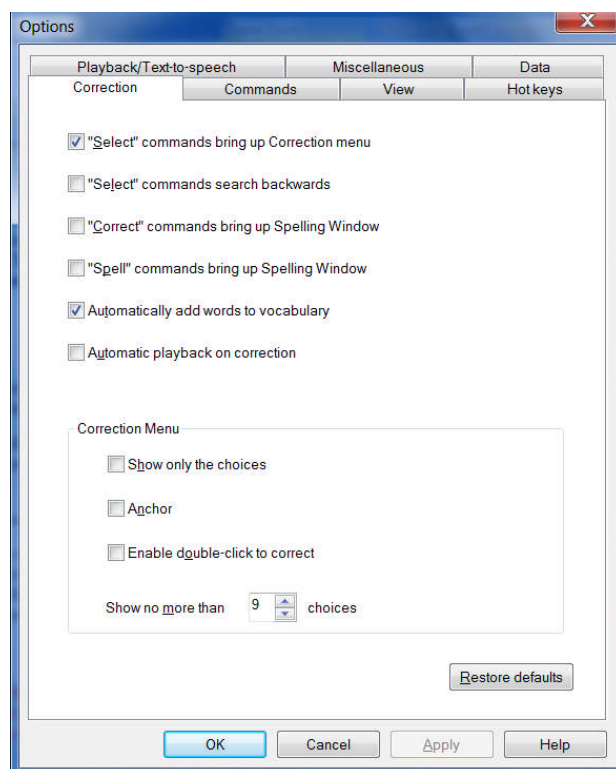 Options
Playback/Text-to-speech Miscellaneous Data
Correction Commands View Hot keys
"Select" commands bring up Correction menu
"Select" commands search backwards
"Correct" commands bring up Spelling Window
"Spell" commands bring up Spelling Window
Automatically add words to vocabulary
Automatic playback on correction
Correction Menu
Show only the choices
Anchor
Enable double-click to correct
Show no more than 9 choices
Restore defaults
OK Cancel Apply Help